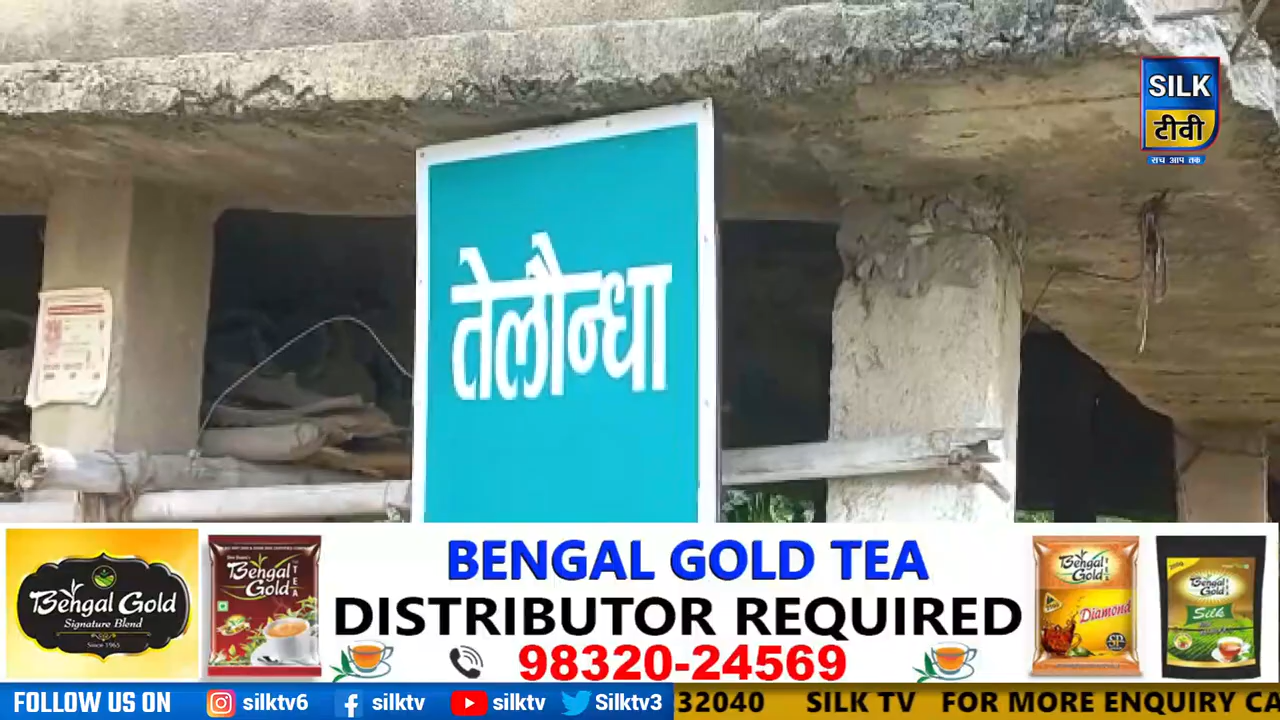 SILK
टीवी
सच आप तक
तेलौन्धा
Bengal Gold
Signature Blend
Since 1965
Bengal
Gold
TEA
BENGAL GOLD TEA
DISTRIBUTOR REQUIRED
98320-24569
Bengal
Gold
Diamond
Bengal
Gold
Silk
FOLLOW US ON silktv6 silktv silktv Silktv3 32040 SILK TV FOR MORE ENQUIRY CA